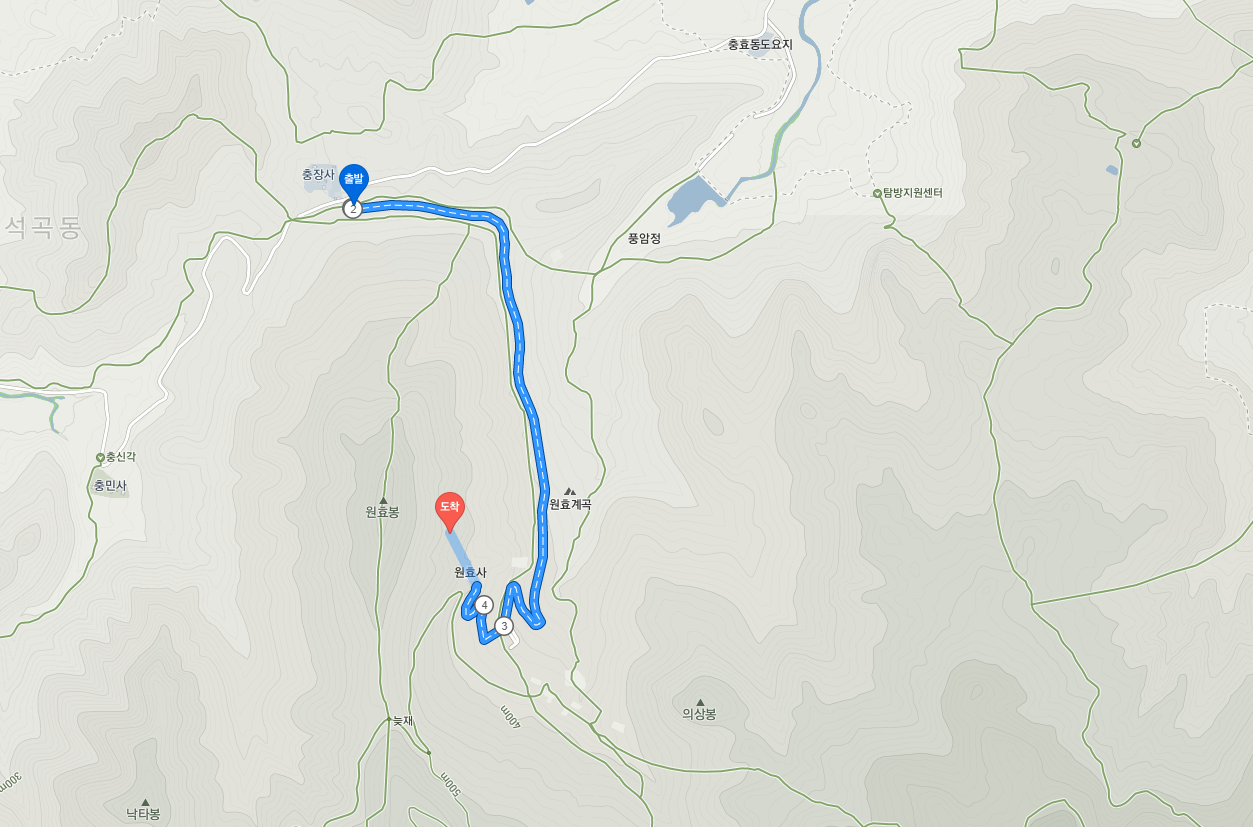 충효동도요지
충장사
출발
2
탐방지원센터
석곡동
풍암정
충신각
충민사
원효봉
도착
원효계곡
원효사
4
3
의상봉
늦재
400m
500m
300m
낙타봉